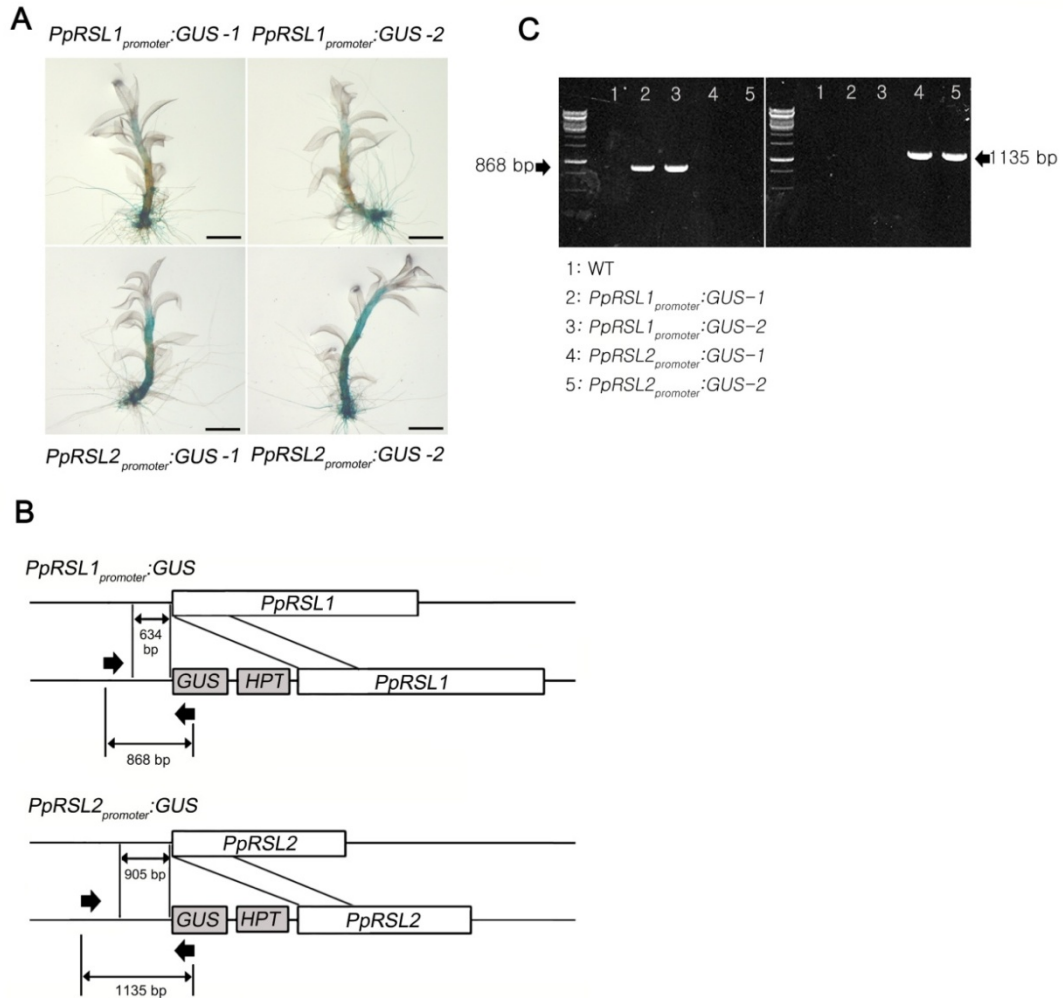 A
PpRSL1promoter:GUS -1 PpRSL1promoter:GUS -2
PpRSL2promoter:GUS -1 PpRSL2promoter:GUS -2
C
1 2 3 4 5 1 2 3 4 5
868 bp 1135 bp
1: WT
2: PpRSL1promoter:GUS-1
3: PpRSL1promoter:GUS-2
4: PpRSL2promoter:GUS-1
5: PpRSL2promoter:GUS-2
B
PpRSL1promoter:GUS
PpRSL1
634
bp
GUS HPT PpRSL1
868 bp
PpRSL2promoter:GUS
PpRSL2
905 bp
GUS HPT PpRSL2
1135 bp